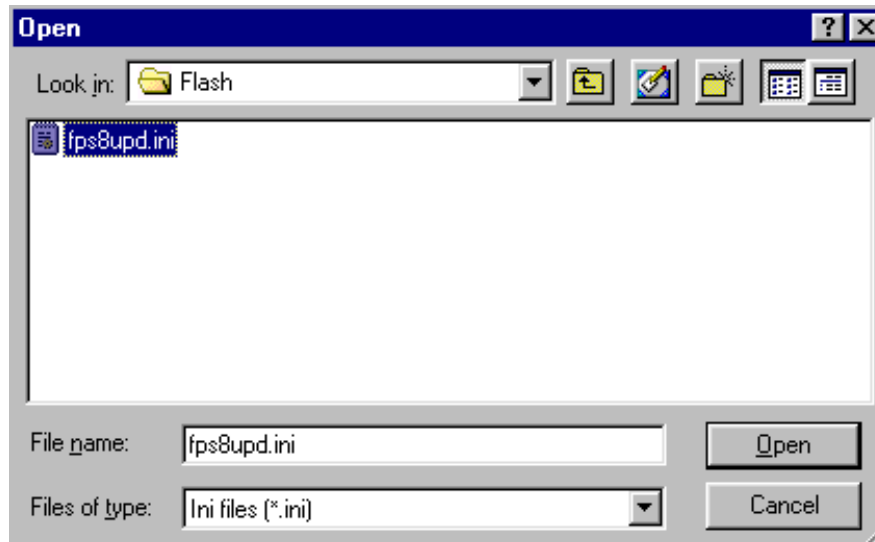 Open
Look in: Flash
fps8upd.ini
File name: fps8upd.ini Open
Files of type: Ini files (*.ini) Cancel